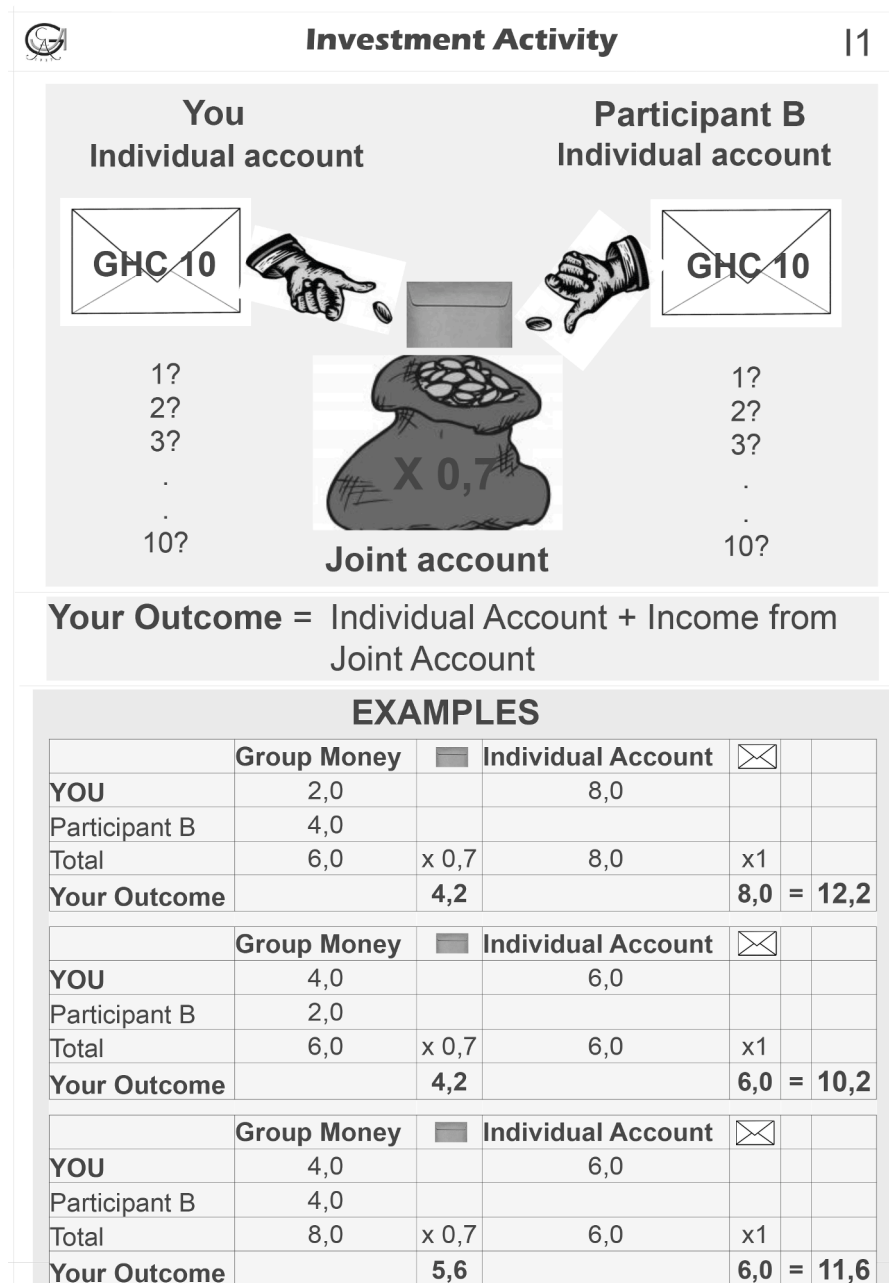 Investment Activity I1
You
Individual account
Participant B
Individual account
GHC 10
GHC 10
1?
2?
3?
.
.
10?
X 0,7
1?
2?
3?
.
.
10?
Joint account
Your Outcome = Individual Account + Income from
Joint Account
EXAMPLES
Group Money Individual Account
YOU 2,0 8,0
Participant B 4,0
Total 6,0 x 0,7 8,0 x1
Your Outcome 4,2 8,0 = 12,2
Group Money Individual Account
YOU 4,0 6,0
Participant B 2,0
Total 6,0 x 0,7 6,0 x1
Your Outcome 4,2 6,0 = 10,2
Group Money Individual Account
YOU 4,0 6,0
Participant B 4,0
Total 8,0 x 0,7 6,0 x1
Your Outcome 5,6 6,0 = 11,6